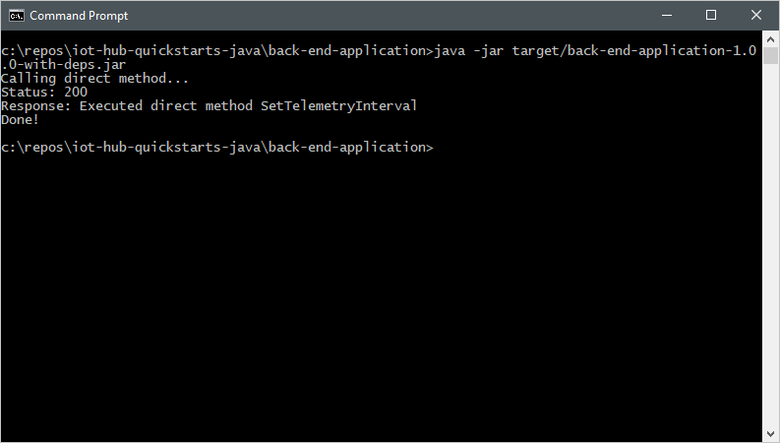 Command Prompt
c:\repos\iot-hub-quickstarts-java\back-end-application>java -jar target/back-end-application-1.0
.0-with-deps.jar
Calling direct method...
Status: 200
Response: Executed direct method SetTelemetryInterval
Done!
c:\repos\iot-hub-quickstarts-java\back-end-application>